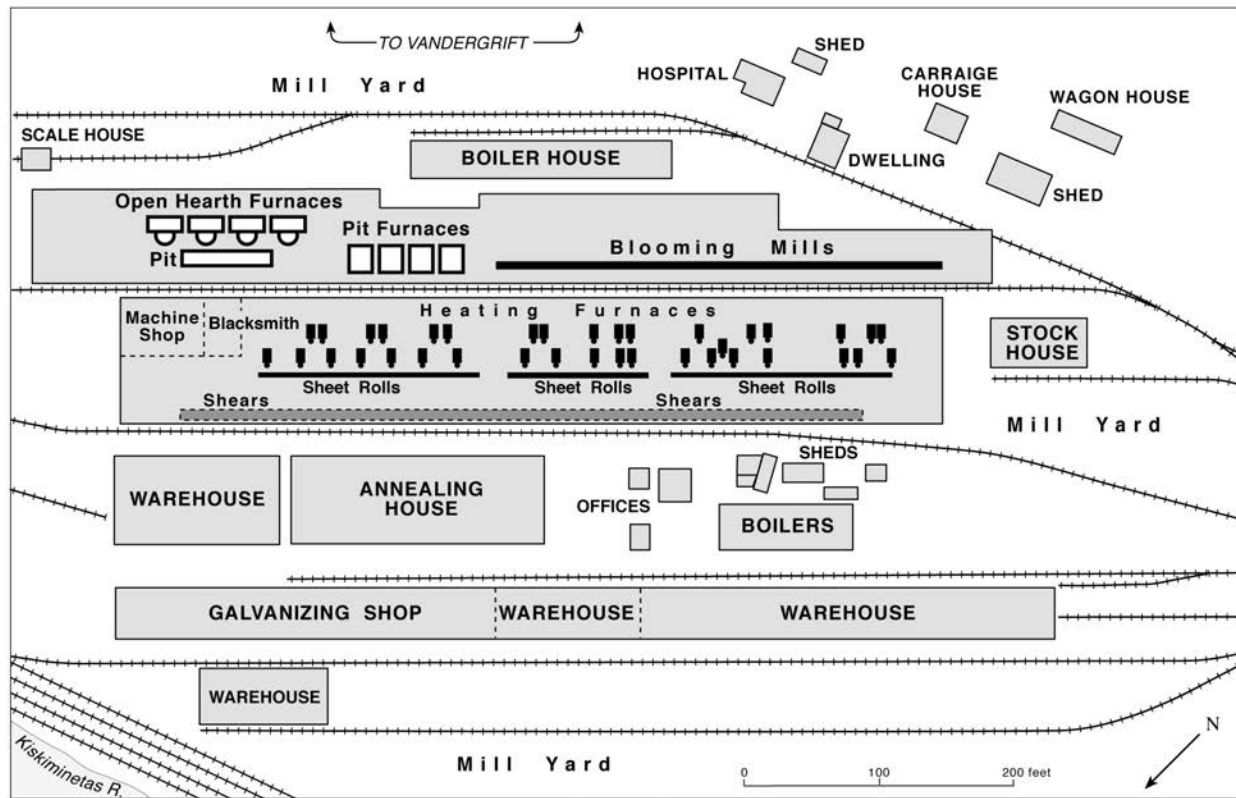 TO VANDERGRIFT
Mill Yard
SHED
HOSPITAL
CARRAIGE
HOUSE
WAGON HOUSE
SCALE HOUSE
BOILER HOUSE
DWELLING
SHED
Open Hearth Furnaces
Pit
Pit Furnaces
Blooming Mills
Machine
Shop
Blacksmith
Heating Furnaces
STOCK
HOUSE
Sheet Rolls
Sheet Rolls
Sheet Rolls
Shears
Shears
Mill Yard
WAREHOUSE
ANNEALING
HOUSE
OFFICES
SHEDS
BOILERS
GALVANIZING SHOP
WAREHOUSE
WAREHOUSE
WAREHOUSE
Kiskiminetas R.
Mill Yard
0 100 200 feet
N